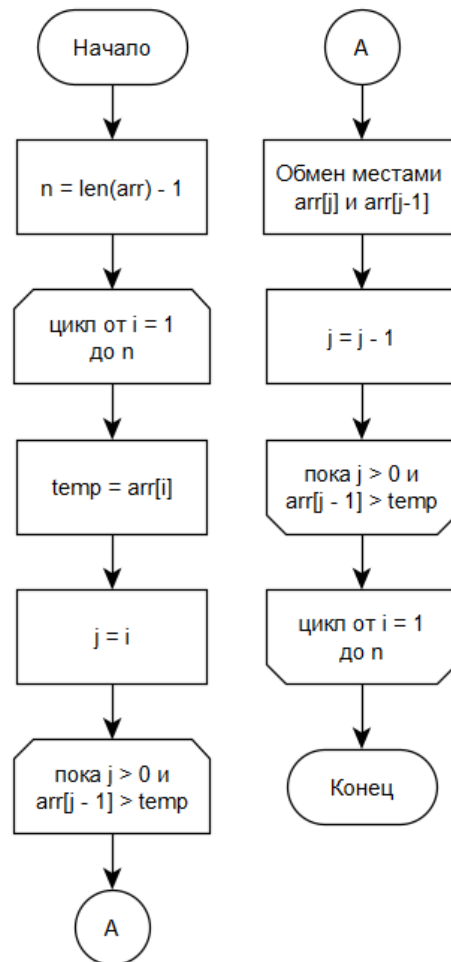 Начало
n = len(arr) - 1
цикл от i = 1
до n
temp = arr[i]
j = i
пока j > 0 и
arr[j - 1] > temp
А
А
Обмен местами
arr[j] и arr[j-1]
j = j - 1
пока j > 0 и
arr[j - 1] > temp
цикл от i = 1
до n
Конец